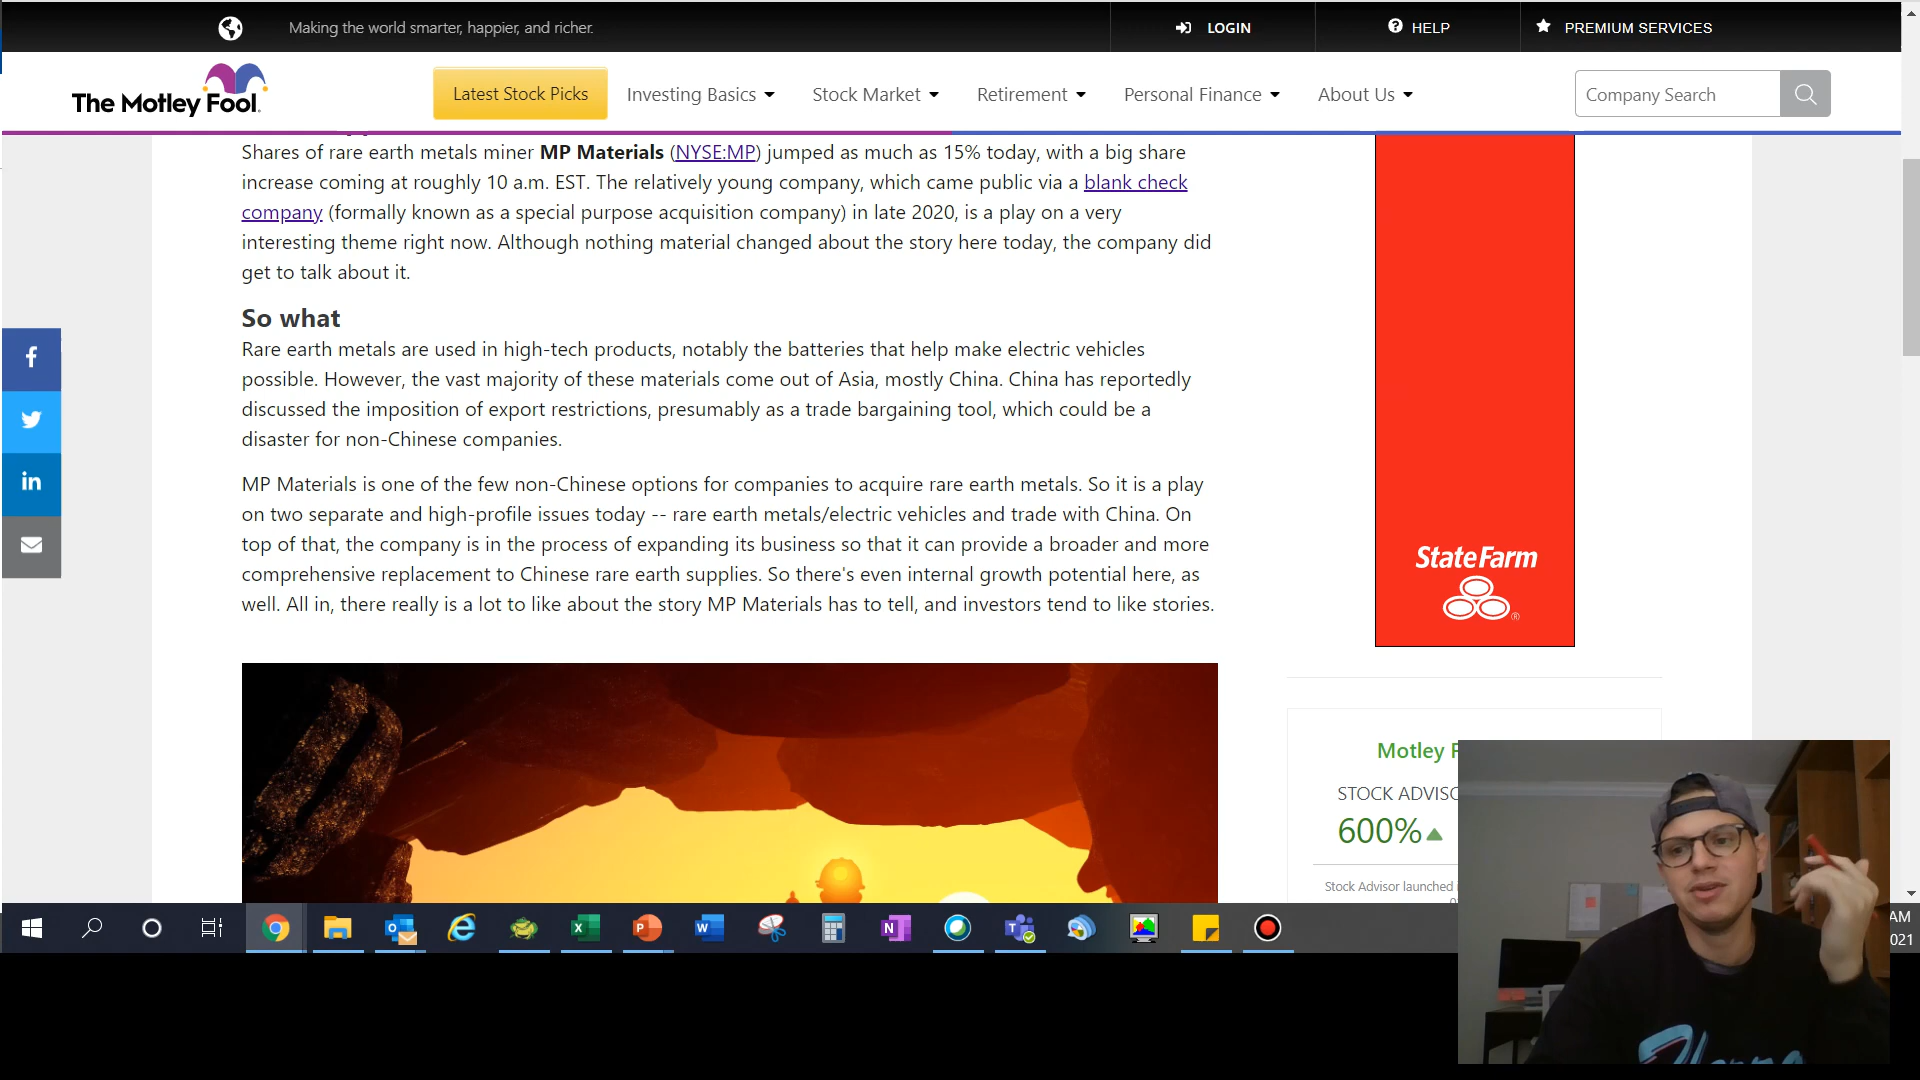 Making the world smarter, happier, and richer.
LOGIN
HELP
PREMIUM SERVICES
The Motley Fool.
Latest Stock Picks
Investing Basics
Stock Market
Retirement
Personal Finance
About Us
Company Search
Shares of rare earth metals miner MP Materials (NYSE:MP) jumped as much as 15% today, with a big share
increase coming at roughly 10 a.m. EST. The relatively young company, which came public via a blank check
company (formally known as a special purpose acquisition company) in late 2020, is a play on a very
interesting theme right now. Although nothing material changed about the story here today, the company did
get to talk about it.
So what
Rare earth metals are used in high-tech products, notably the batteries that help make electric vehicles
possible. However, the vast majority of these materials come out of Asia, mostly China. China has reportedly
discussed the imposition of export restrictions, presumably as a trade bargaining tool, which could be a
disaster for non-Chinese companies.
MP Materials is one of the few non-Chinese options for companies to acquire rare earth metals. So it is a play
on two separate and high-profile issues today -- rare earth metals/electric vehicles and trade with China. On
top of that, the company is in the process of expanding its business so that it can provide a broader and more
comprehensive replacement to Chinese rare earth supplies. So there's even internal growth potential here, as
well. All in, there really is a lot to like about the story MP Materials has to tell, and investors tend to like stories.
StateFarm
®
Motley
STOCK ADVISO
600%
Stock Advisor launched
AM
021